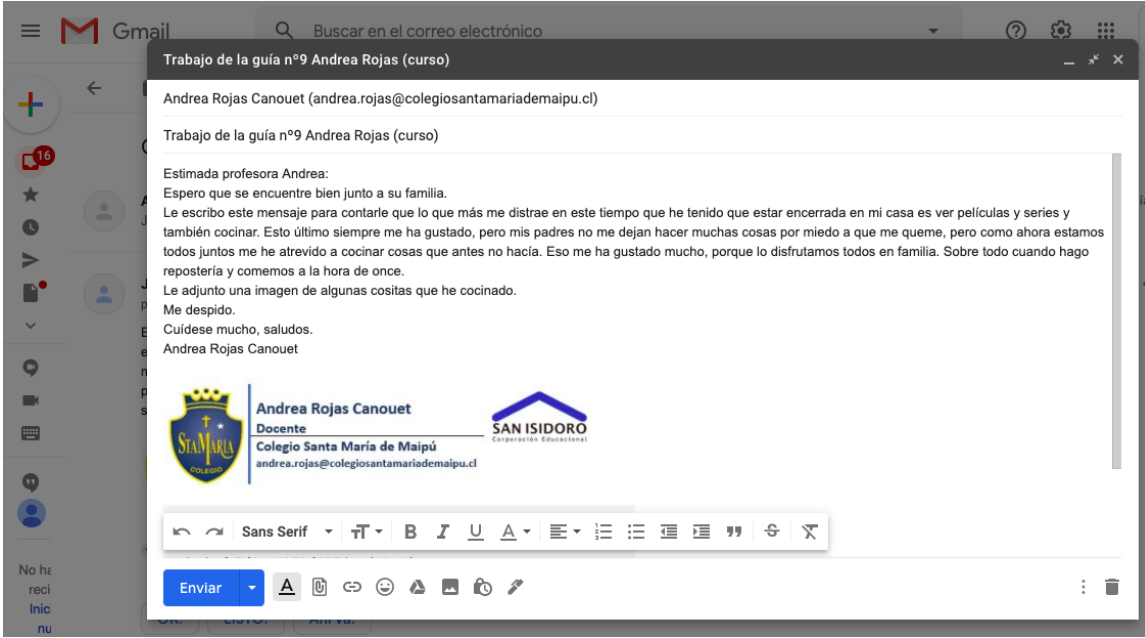 Gmail
Buscar en el correo electrónico
Trabajo de la guía nº9 Andrea Rojas (curso)
Andrea Rojas Canouet (andrea.rojas@colegiosantamariademaipu.cl)
Trabajo de la guía nº9 Andrea Rojas (curso)
16
Estimada profesora Andrea:
Espero que se encuentre bien junto a su familia.
Le escribo este mensaje para contarle que lo que más me distrae en este tiempo que he tenido que estar encerrada en mi casa es ver películas y series y
también cocinar. Esto último siempre me ha gustado, pero mis padres no me dejan hacer muchas cosas por miedo a que me queme, pero como ahora estamos
todos juntos me he atrevido a cocinar cosas que antes no hacía. Eso me ha gustado mucho, porque lo disfrutamos todos en familia. Sobre todo cuando hago
repostería y comemos a la hora de once.
Le adjunto una imagen de algunas cositas que he cocinado.
Me despido.
Cuídese mucho, saludos.
Andrea Rojas Canouet
STAMARIA
COLEGIO
Andrea Rojas Canouet
Docente
Colegio Santa María de Maipú
andrea.rojas@colegiosantamariademaipu.cl
SAN ISIDORO
Corporación Educacional
Sans Serif
No ha
reci
Inic
nu
Enviar